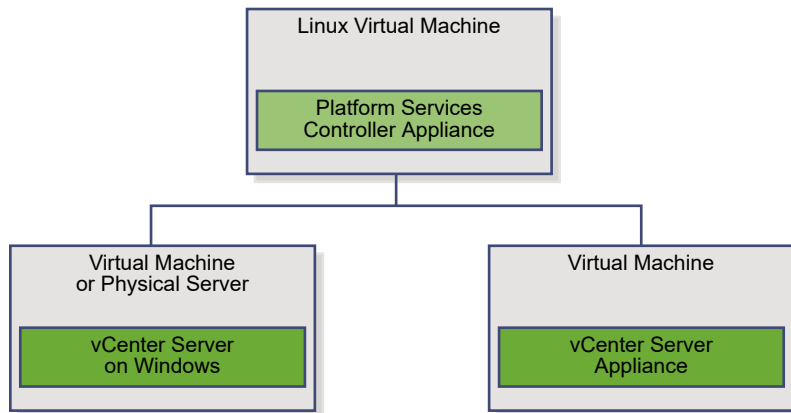 Linux Virtual Machine
Platform Services
Controller Appliance
Virtual Machine
or Physical Server
vCenter Server
on Windows
Virtual Machine
vCenter Server
Appliance